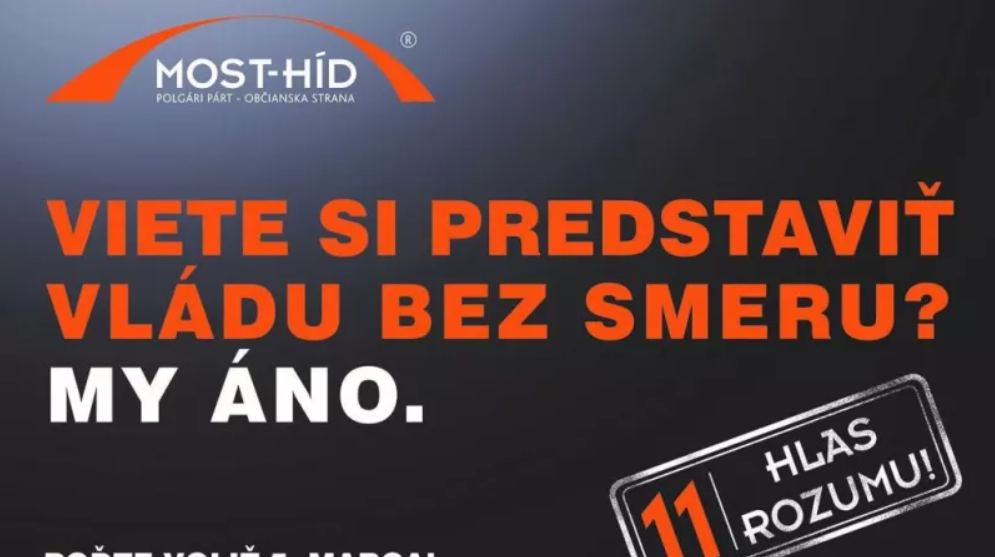 MOST-HÍD
®
POLGÁRI PÁRT - OBČIANSKA STRANA
VIETE SI PREDSTAVIŤ
VLÁDU BEZ SMERU?
MY ÁNO.
11
HLAS
ROZUMU!